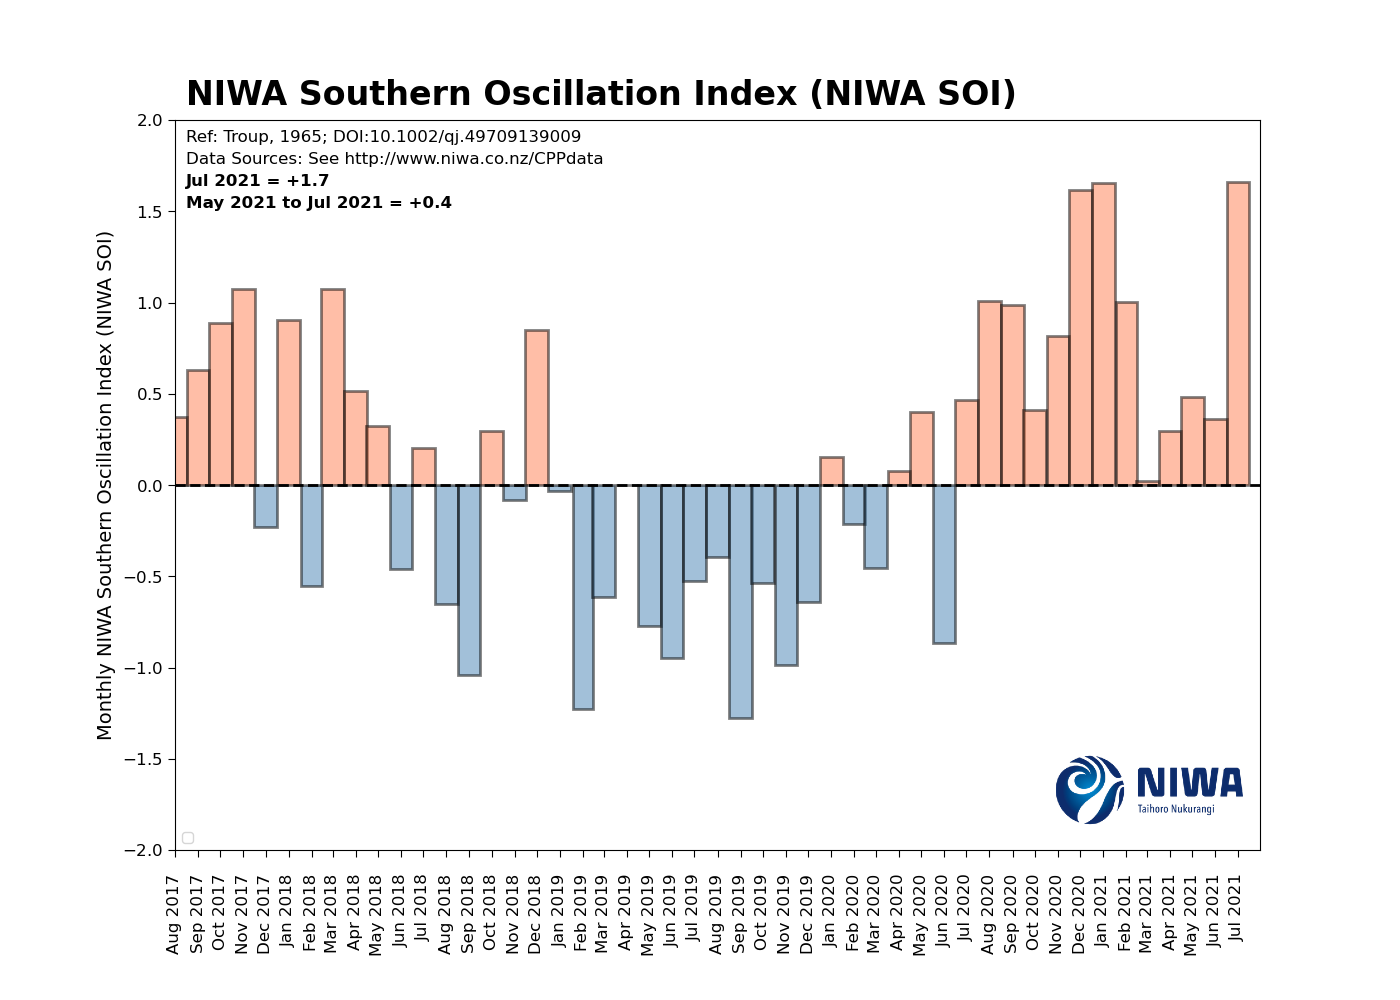 NIWA Southern Oscillation Index (NIWA SOI)
Ref: Troup, 1965; DOI:10.1002/qj.49709139009
Data Sources: See http://www.niwa.co.nz/CPPdata
Jul 2021 = +1.7
May 2021 to Jul 2021 = +0.4
Monthly NIWA Southern Oscillation Index (NIWA SOI)
2.0
1.5
1.0
0.5
0.0
−0.5
−1.0
−1.5
−2.0
NIWA
Taihoro Nukurangi
Aug 2017
Sep 2017
Oct 2017
Nov 2017
Dec 2017
Jan 2018
Feb 2018
Mar 2018
Apr 2018
May 2018
Jun 2018
Jul 2018
Aug 2018
Sep 2018
Oct 2018
Nov 2018
Dec 2018
Jan 2019
Feb 2019
Mar 2019
Apr 2019
May 2019
Jun 2019
Jul 2019
Aug 2019
Sep 2019
Oct 2019
Nov 2019
Dec 2019
Jan 2020
Feb 2020
Mar 2020
Apr 2020
May 2020
Jun 2020
Jul 2020
Aug 2020
Sep 2020
Oct 2020
Nov 2020
Dec 2020
Jan 2021
Feb 2021
Mar 2021
Apr 2021
May 2021
Jun 2021
Jul 2021